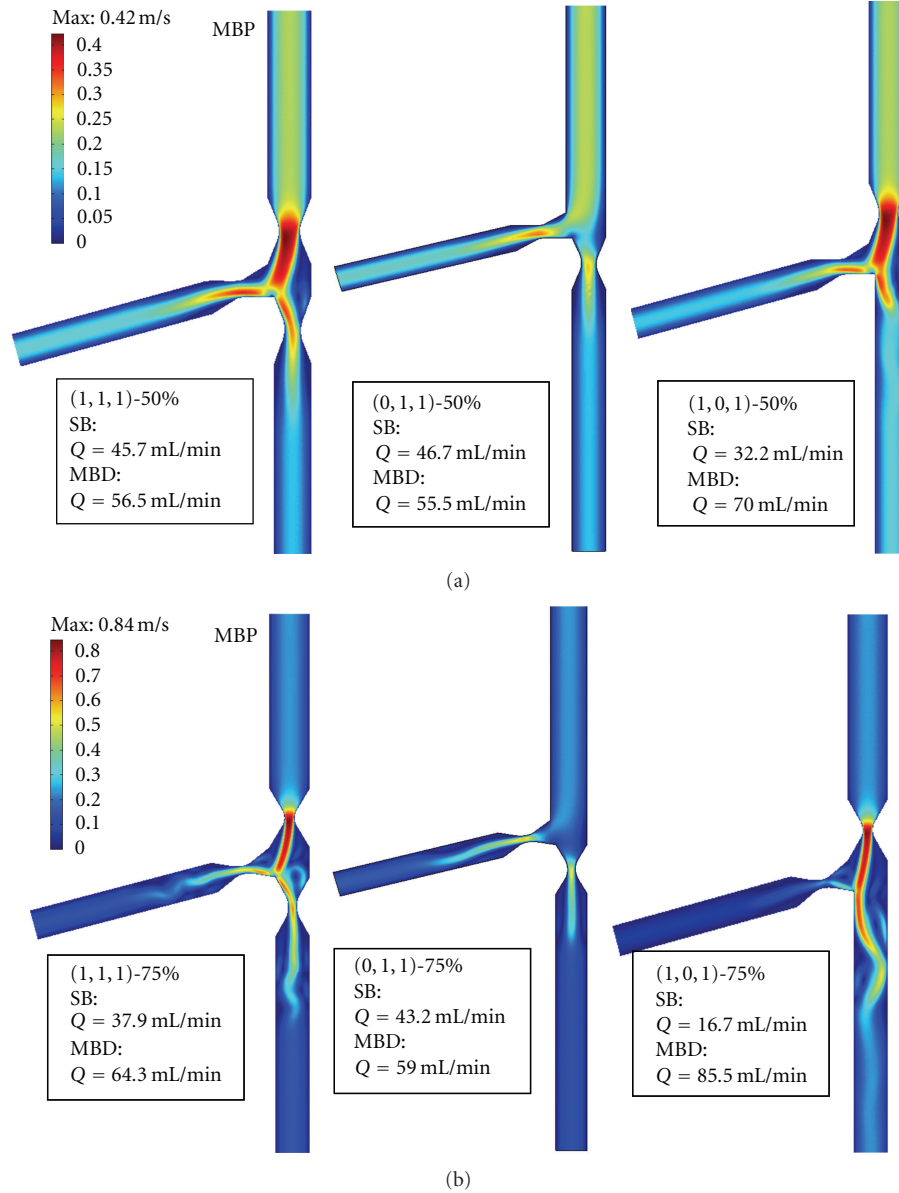 Max: 0.42 m/s
MBP
0.4
0.35
0.3
0.25
0.2
0.15
0.1
0.05
0
(1, 1, 1)-50%
SB:
Q = 45.7 mL/min
MBD:
Q = 56.5 mL/min
(0, 1, 1)-50%
SB:
Q = 46.7 mL/min
MBD:
Q = 55.5 mL/min
(1, 0, 1)-50%
SB:
Q = 32.2 mL/min
MBD:
Q = 70 mL/min
(a)
Max: 0.84 m/s
MBP
0.8
0.7
0.6
0.5
0.4
0.3
0.2
0.1
0
(1, 1, 1)-75%
SB:
Q = 37.9 mL/min
MBD:
Q = 64.3 mL/min
(0, 1, 1)-75%
SB:
Q = 43.2 mL/min
MBD:
Q = 59 mL/min
(1, 0, 1)-75%
SB:
Q = 16.7 mL/min
MBD:
Q = 85.5 mL/min
(b)